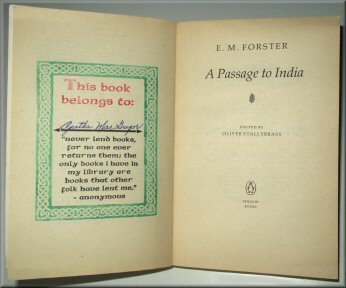 This book
belongs to:
Mac Gregor
"never lend books,
for no one ever
returns them; the
only books i have in
my library are
books that other
folk have lent me."
- anonymous
E. M. FORSTER
A Passage to India
EDITED BY
OLIVER STALLYBRASS
PENGUIN
BOOKS